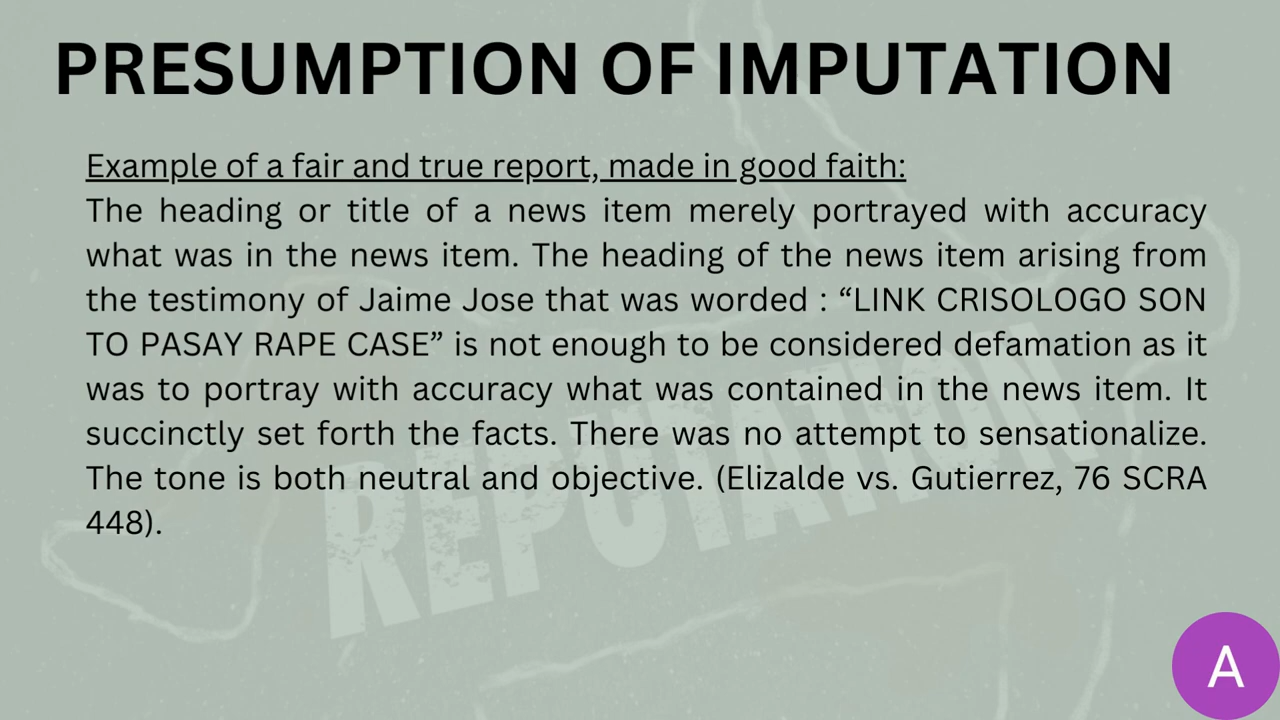 PRESUMPTION OF IMPUTATION
Example of a fair and true report, made in good faith:
The heading or title of a news item merely portrayed with accuracy
what was in the news item. The heading of the news item arising from
the testimony of Jaime Jose that was worded : “LINK CRISOLOGO SON
TO PASAY RAPE CASE” is not enough to be considered defamation as it
was to portray with accuracy what was contained in the news item. It
succinctly set forth the facts. There was no attempt to sensationalize.
The tone is both neutral and objective. (Elizalde vs. Gutierrez, 76 SCRA
448).
REPUTATION
A